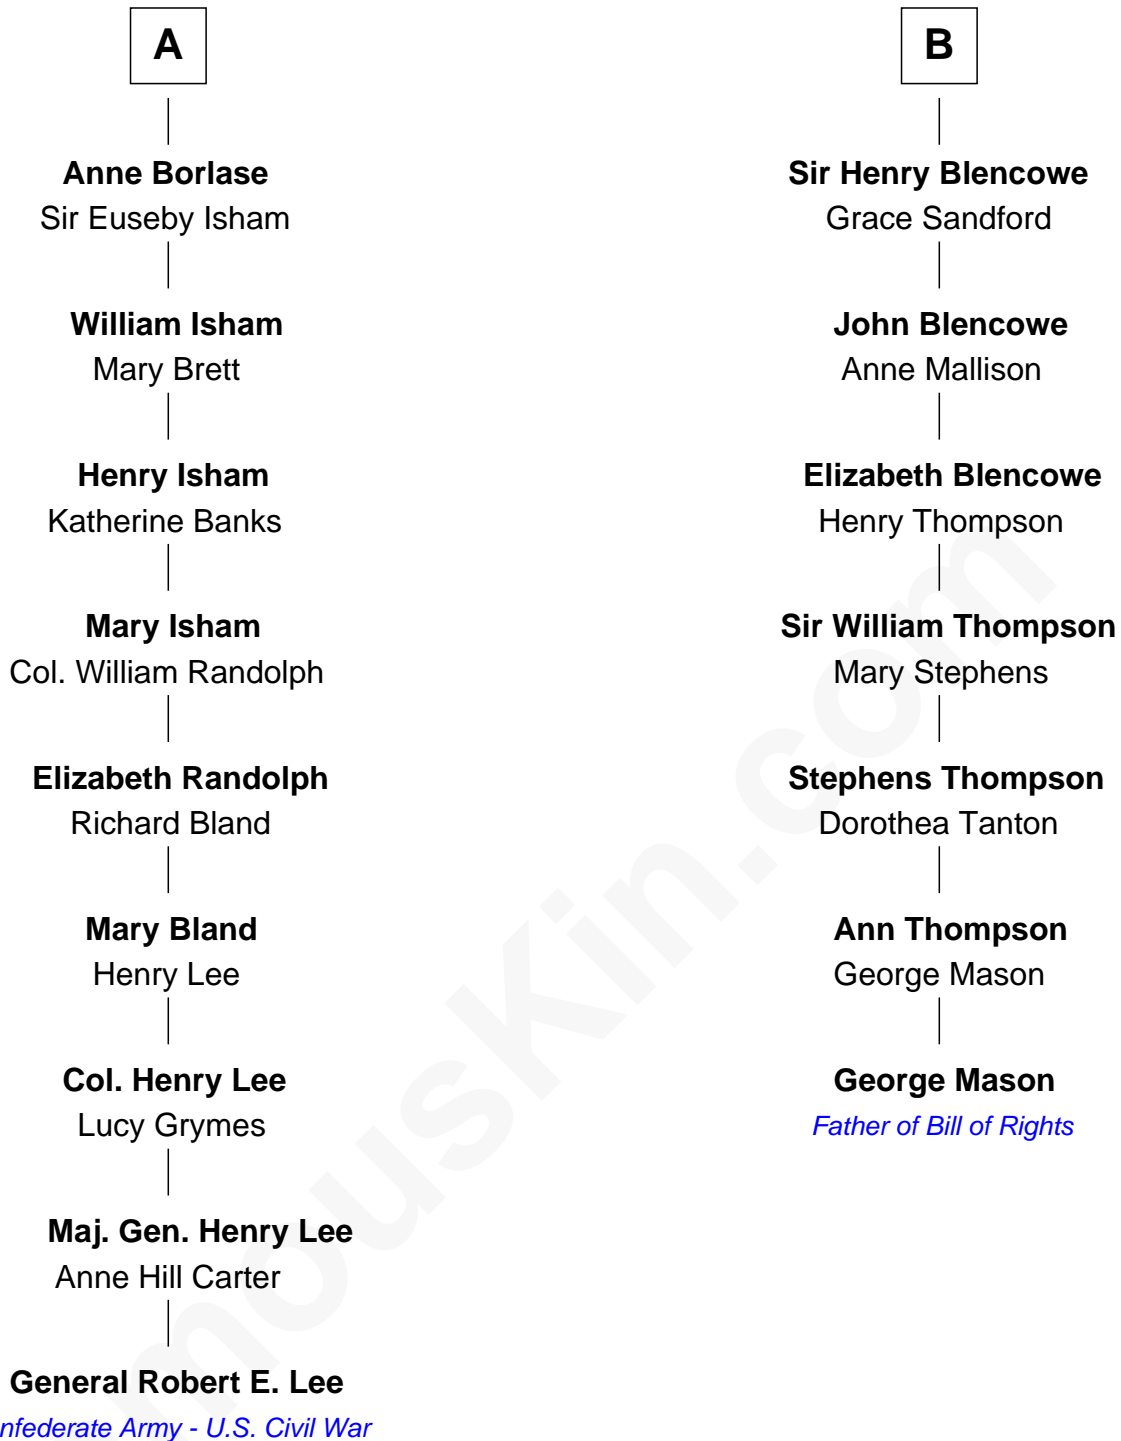 A
Anne Borlase
Sir Euseby Isham
William Isham
Mary Brett
Henry Isham
Katherine Banks
Mary Isham
Col. William Randolph
Elizabeth Randolph
Richard Bland
Mary Bland
Henry Lee
Col. Henry Lee
Lucy Grymes
Maj. Gen. Henry Lee
Anne Hill Carter
General Robert E. Lee
nfederate Army - U.S. Civil War
B
Sir Henry Blencowe
Grace Sandford
John Blencowe
Anne Mallison
Elizabeth Blencowe
Henry Thompson
Sir William Thompson
Mary Stephens
Stephens Thompson
Dorothea Tanton
Ann Thompson
George Mason
George Mason
Father of Bill of Rights
mouskin.com